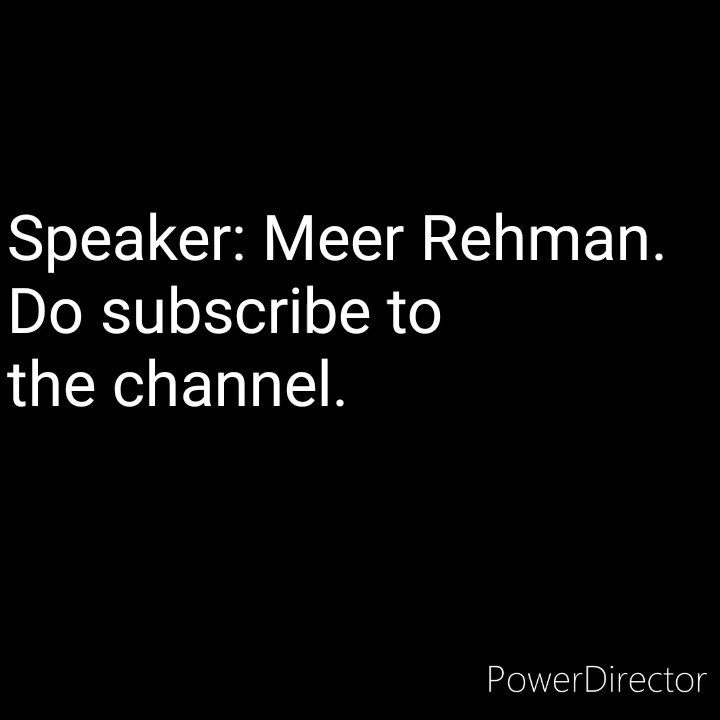 Speaker: Meer Rehman.
Do subscribe to
the channel.
PowerDirector